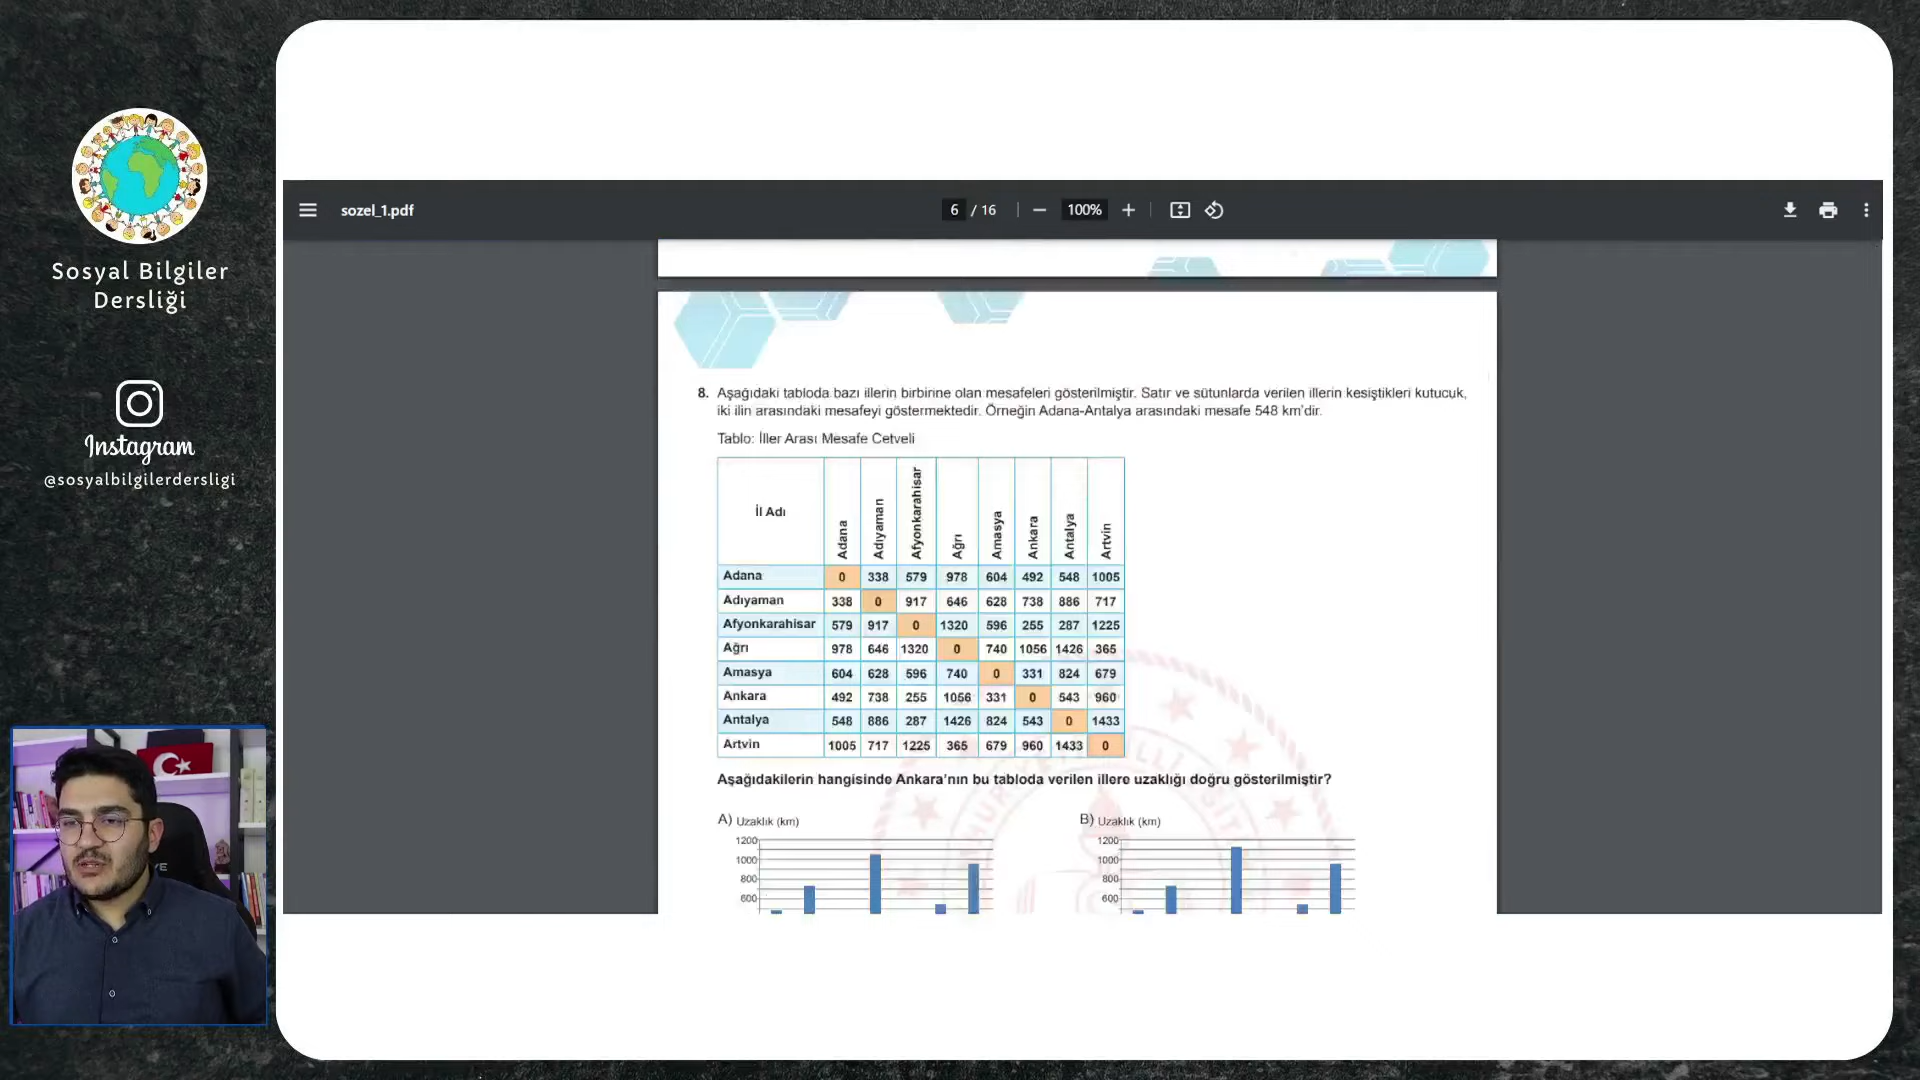 Sosyal Bilgiler
Dersliği
Instagram
@sosyalbilgilerdersligi
sozel_1.pdf
6 / 16
100%
8. Aşağıdaki tabloda bazı illerin birbirine olan mesafeleri gösterilmiştir. Satır ve sütunlarda verilen illerin kesiştikleri kutucuk,
iki ilin arasındaki mesafeyi göstermektedir. Örneğin Adana-Antalya arasındaki mesafe 548 km'dir.
Tablo: İller Arası Mesafe Cetveli
İl Adı Adana Adıyaman Afyonkarahisar Ağrı Amasya Ankara Antalya Artvin
Adana 0 338 579 978 604 492 548 1005
Adıyaman 338 0 917 646 628 738 886 717
Afyonkarahisar 579 917 0 1320 596 255 287 1225
Ağrı 978 646 1320 0 740 1056 1426 365
Amasya 604 628 596 740 0 331 824 679
Ankara 492 738 255 1056 331 0 543 960
Antalya 548 886 287 1426 824 543 0 1433
Artvin 1005 717 1225 365 679 960 1433 0
Aşağıdakilerin hangisinde Ankara'nın bu tabloda verilen illere uzaklığı doğru gösterilmiştir?
A) Uzaklık (km)
1200
1000
800
600
B) Uzaklık (km)
1200
1000
800
600